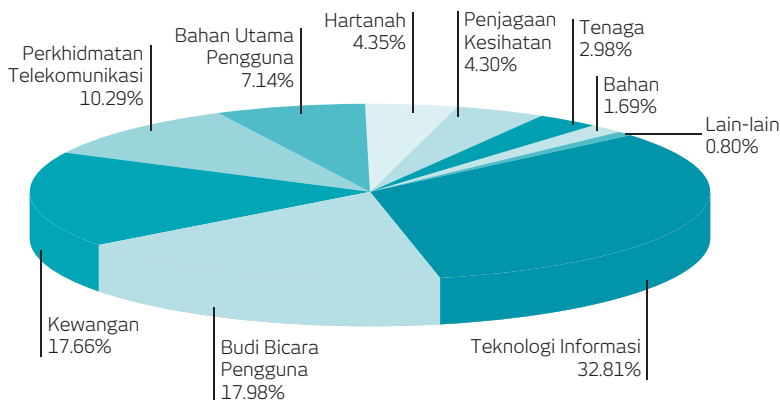 Perkhidmatan
Telekomunikasi
10.29%
Bahan Utama
Pengguna
7.14%
Hartanah
4.35%
Penjagaan
Kesihatan
4.30%
Tenaga
2.98%
Bahan
1.69%
Lain-lain
0.80%
Kewangan
17.66%
Budi Bicara
Pengguna
17.98%
Teknologi Informasi
32.81%